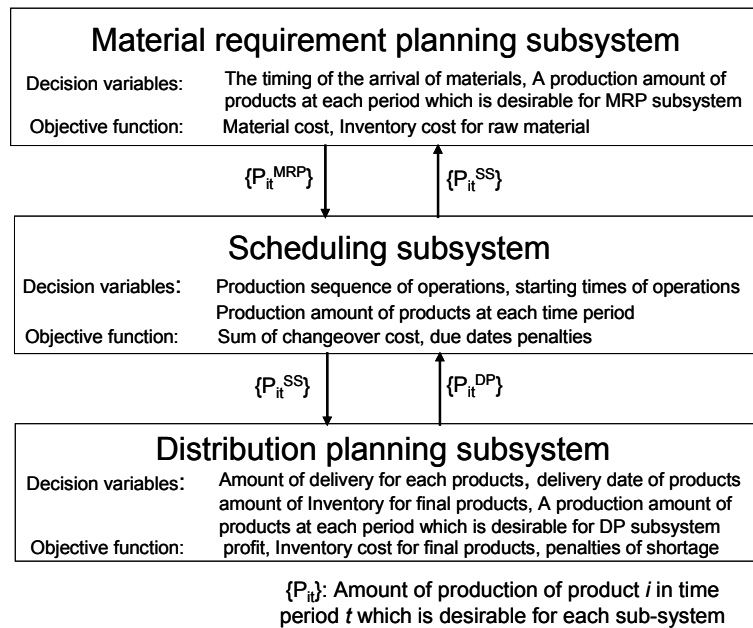 Material requirement planning subsystem
Decision variables: The timing of the arrival of materials, A production amount of
products at each period which is desirable for MRP subsystem
Objective function: Material cost, Inventory cost for raw material
{P_it^MRP} {P_it^SS}
Scheduling subsystem
Decision variables: Production sequence of operations, starting times of operations
Production amount of products at each time period
Objective function: Sum of changeover cost, due dates penalties
{P_it^SS} {P_it^DP}
Distribution planning subsystem
Decision variables: Amount of delivery for each products, delivery date of products
amount of Inventory for final products, A production amount of
products at each period which is desirable for DP subsystem
Objective function: profit, Inventory cost for final products, penalties of shortage
{P_it}: Amount of production of product i in time
period t which is desirable for each sub-system